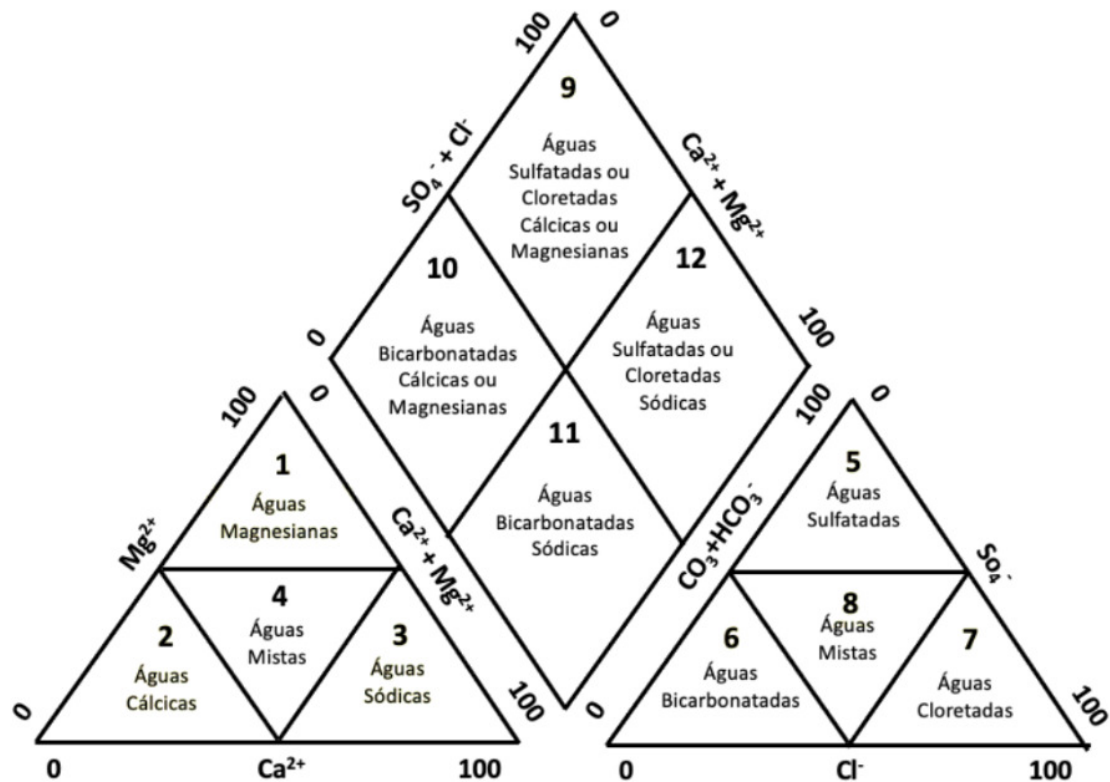 100
0
9
Águas
Sulfatadas ou
Cloretadas
Cálcicas ou
Magnesianas
SO₄⁻ + Cl⁻
Ca²⁺ + Mg²⁺
10
Águas
Bicarbonatadas
Cálcicas ou
Magnesianas
12
Águas
Sulfatadas ou
Cloretadas
Sódicas
0
100
11
Águas
Bicarbonatadas
Sódicas
100
0
1
Águas
Magnesianas
Mg²⁺
Ca²⁺ + Mg²⁺
4
Águas
Mistas
2
Águas
Cálcicas
3
Águas
Sódicas
0
100
0
Ca²⁺
100
100
0
5
Águas
Sulfatadas
CO₃+HCO₃⁻
So₄⁻
8
Águas
Mistas
6
Águas
Bicarbonatadas
7
Águas
Cloretadas
0
100
0
Cl⁻
100